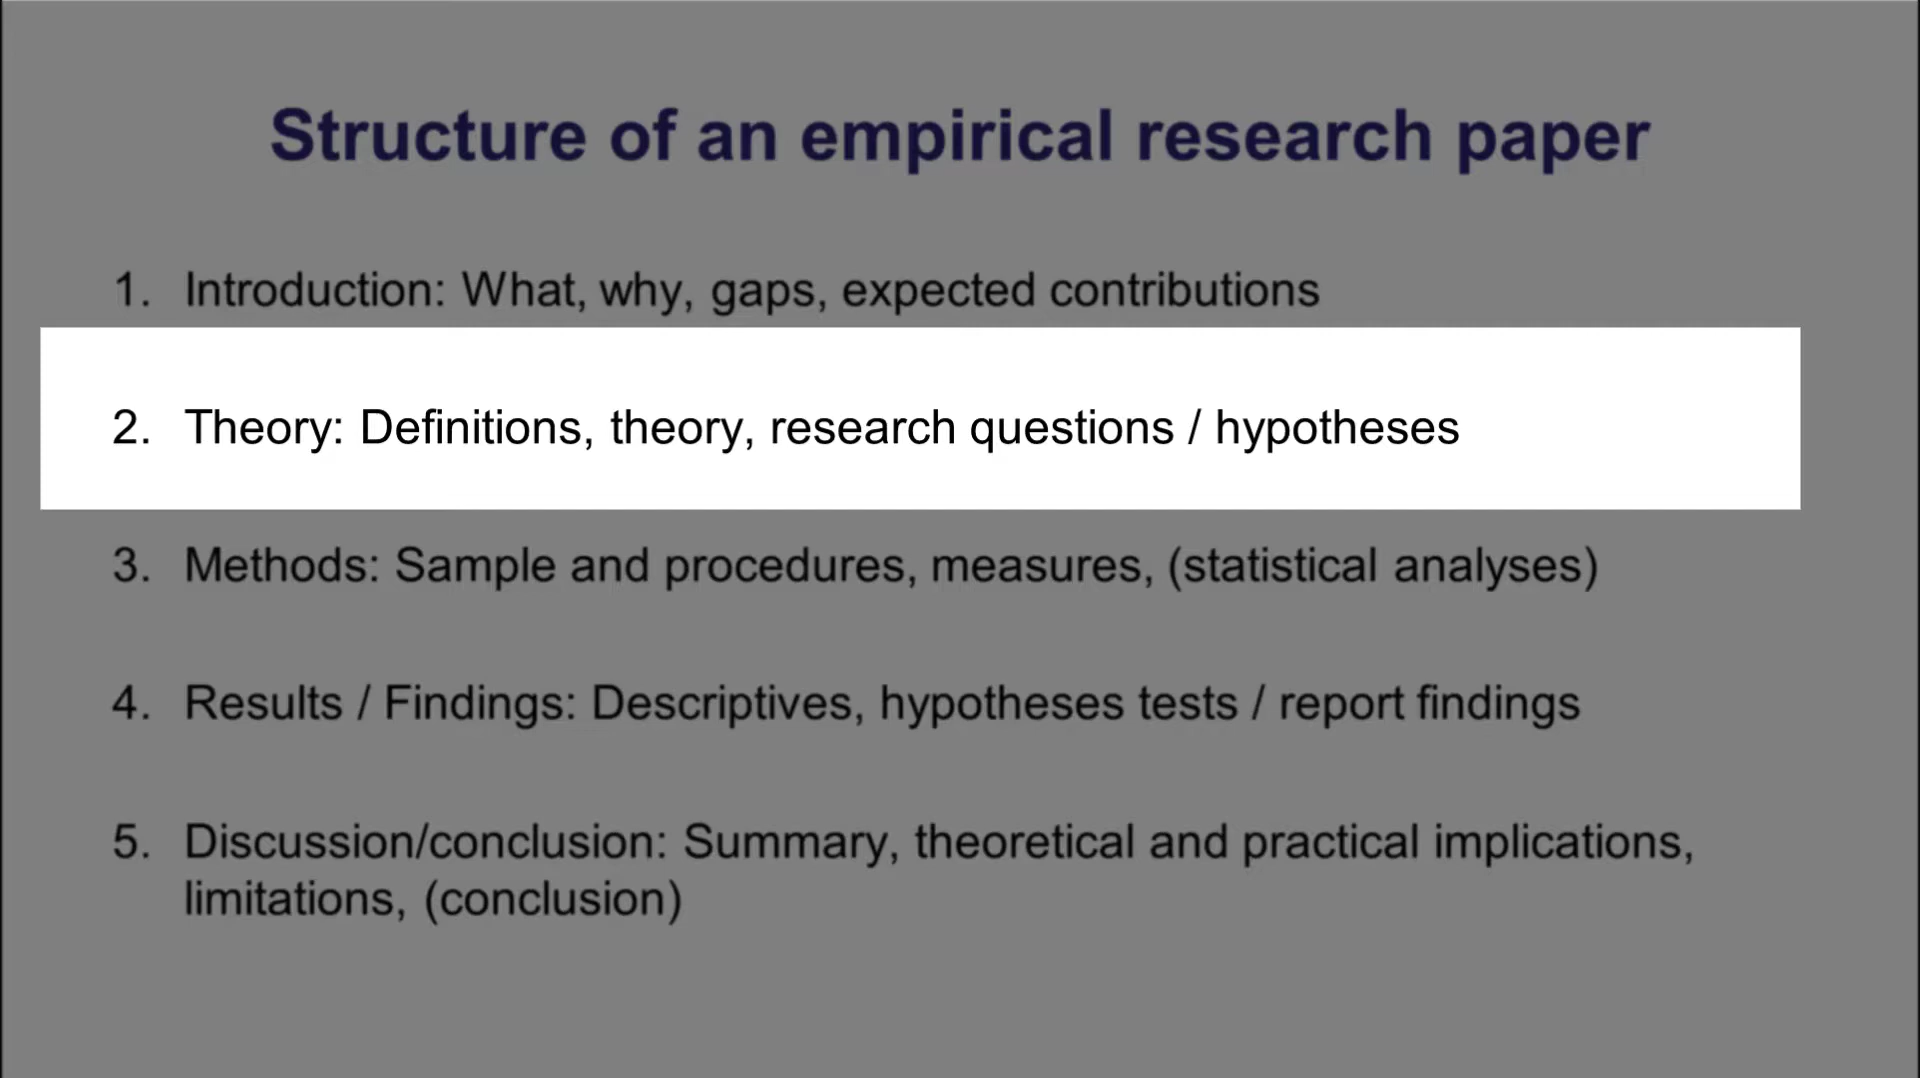 Structure of an empirical research paper
1. Introduction: What, why, gaps, expected contributions
2. Theory: Definitions, theory, research questions / hypotheses
3. Methods: Sample and procedures, measures, (statistical analyses)
4. Results / Findings: Descriptives, hypotheses tests / report findings
5. Discussion/conclusion: Summary, theoretical and practical implications,
limitations, (conclusion)